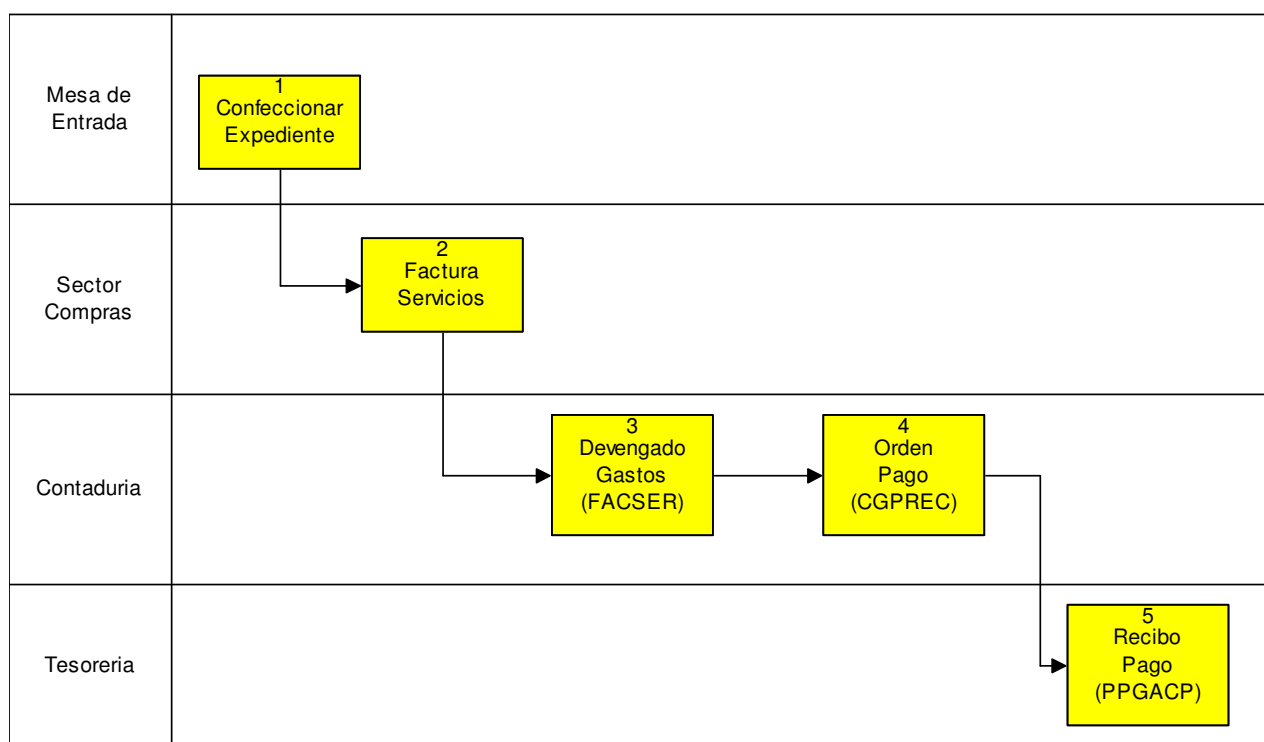 Mesa de
Entrada
1
Confeccionar
Expediente
Sector
Compras
2
Factura
Servicios
Contaduria
3
Devengado
Gastos
(FACSER)
4
Orden
Pago
(CGPREC)
Tesoreria
5
Recibo
Pago
(PPGACP)